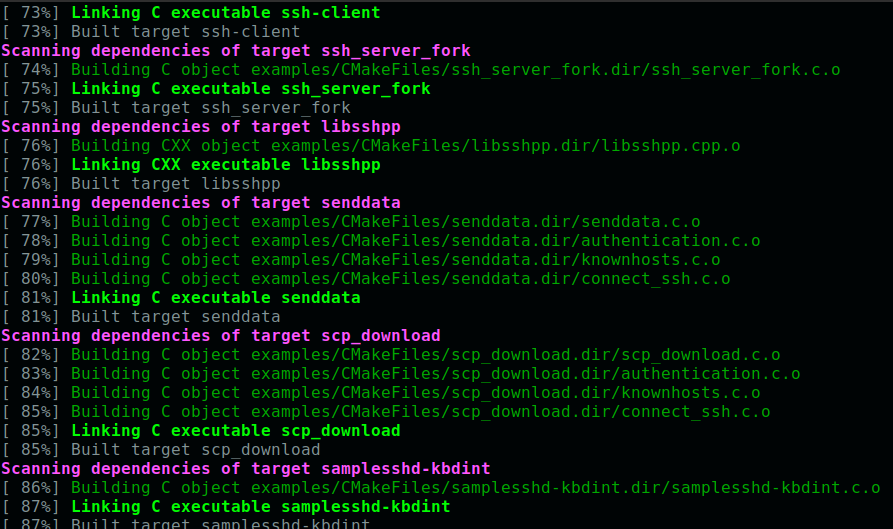 [ 73%] Linking C executable ssh-client
[ 73%] Built target ssh-client
Scanning dependencies of target ssh_server_fork
[ 74%] Building C object examples/CMakeFiles/ssh_server_fork.dir/ssh_server_fork.c.o
[ 75%] Linking C executable ssh_server_fork
[ 75%] Built target ssh_server_fork
Scanning dependencies of target libsshpp
[ 76%] Building CXX object examples/CMakeFiles/libsshpp.dir/libsshpp.cpp.o
[ 76%] Linking CXX executable libsshpp
[ 76%] Built target libsshpp
Scanning dependencies of target senddata
[ 77%] Building C object examples/CMakeFiles/senddata.dir/senddata.c.o
[ 78%] Building C object examples/CMakeFiles/senddata.dir/authentication.c.o
[ 79%] Building C object examples/CMakeFiles/senddata.dir/knownhosts.c.o
[ 80%] Building C object examples/CMakeFiles/senddata.dir/connect_ssh.c.o
[ 81%] Linking C executable senddata
[ 81%] Built target senddata
Scanning dependencies of target scp_download
[ 82%] Building C object examples/CMakeFiles/scp_download.dir/scp_download.c.o
[ 83%] Building C object examples/CMakeFiles/scp_download.dir/authentication.c.o
[ 84%] Building C object examples/CMakeFiles/scp_download.dir/knownhosts.c.o
[ 85%] Building C object examples/CMakeFiles/scp_download.dir/connect_ssh.c.o
[ 85%] Linking C executable scp_download
[ 85%] Built target scp_download
Scanning dependencies of target samplesshd-kbdint
[ 86%] Building C object examples/CMakeFiles/samplesshd-kbdint.dir/samplesshd-kbdint.c.o
[ 87%] Linking C executable samplesshd-kbdint
[ 87%] Built target samplesshd-kbdint